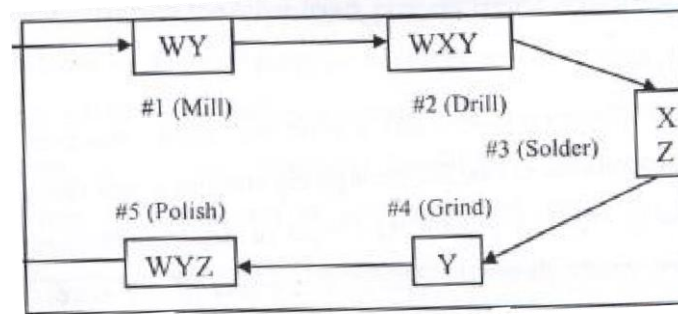 WY
WXY
#1 (Mill)
#2 (Drill)
X
Z
#3 (Solder)
#5 (Polish)
#4 (Grind)
WYZ
Y